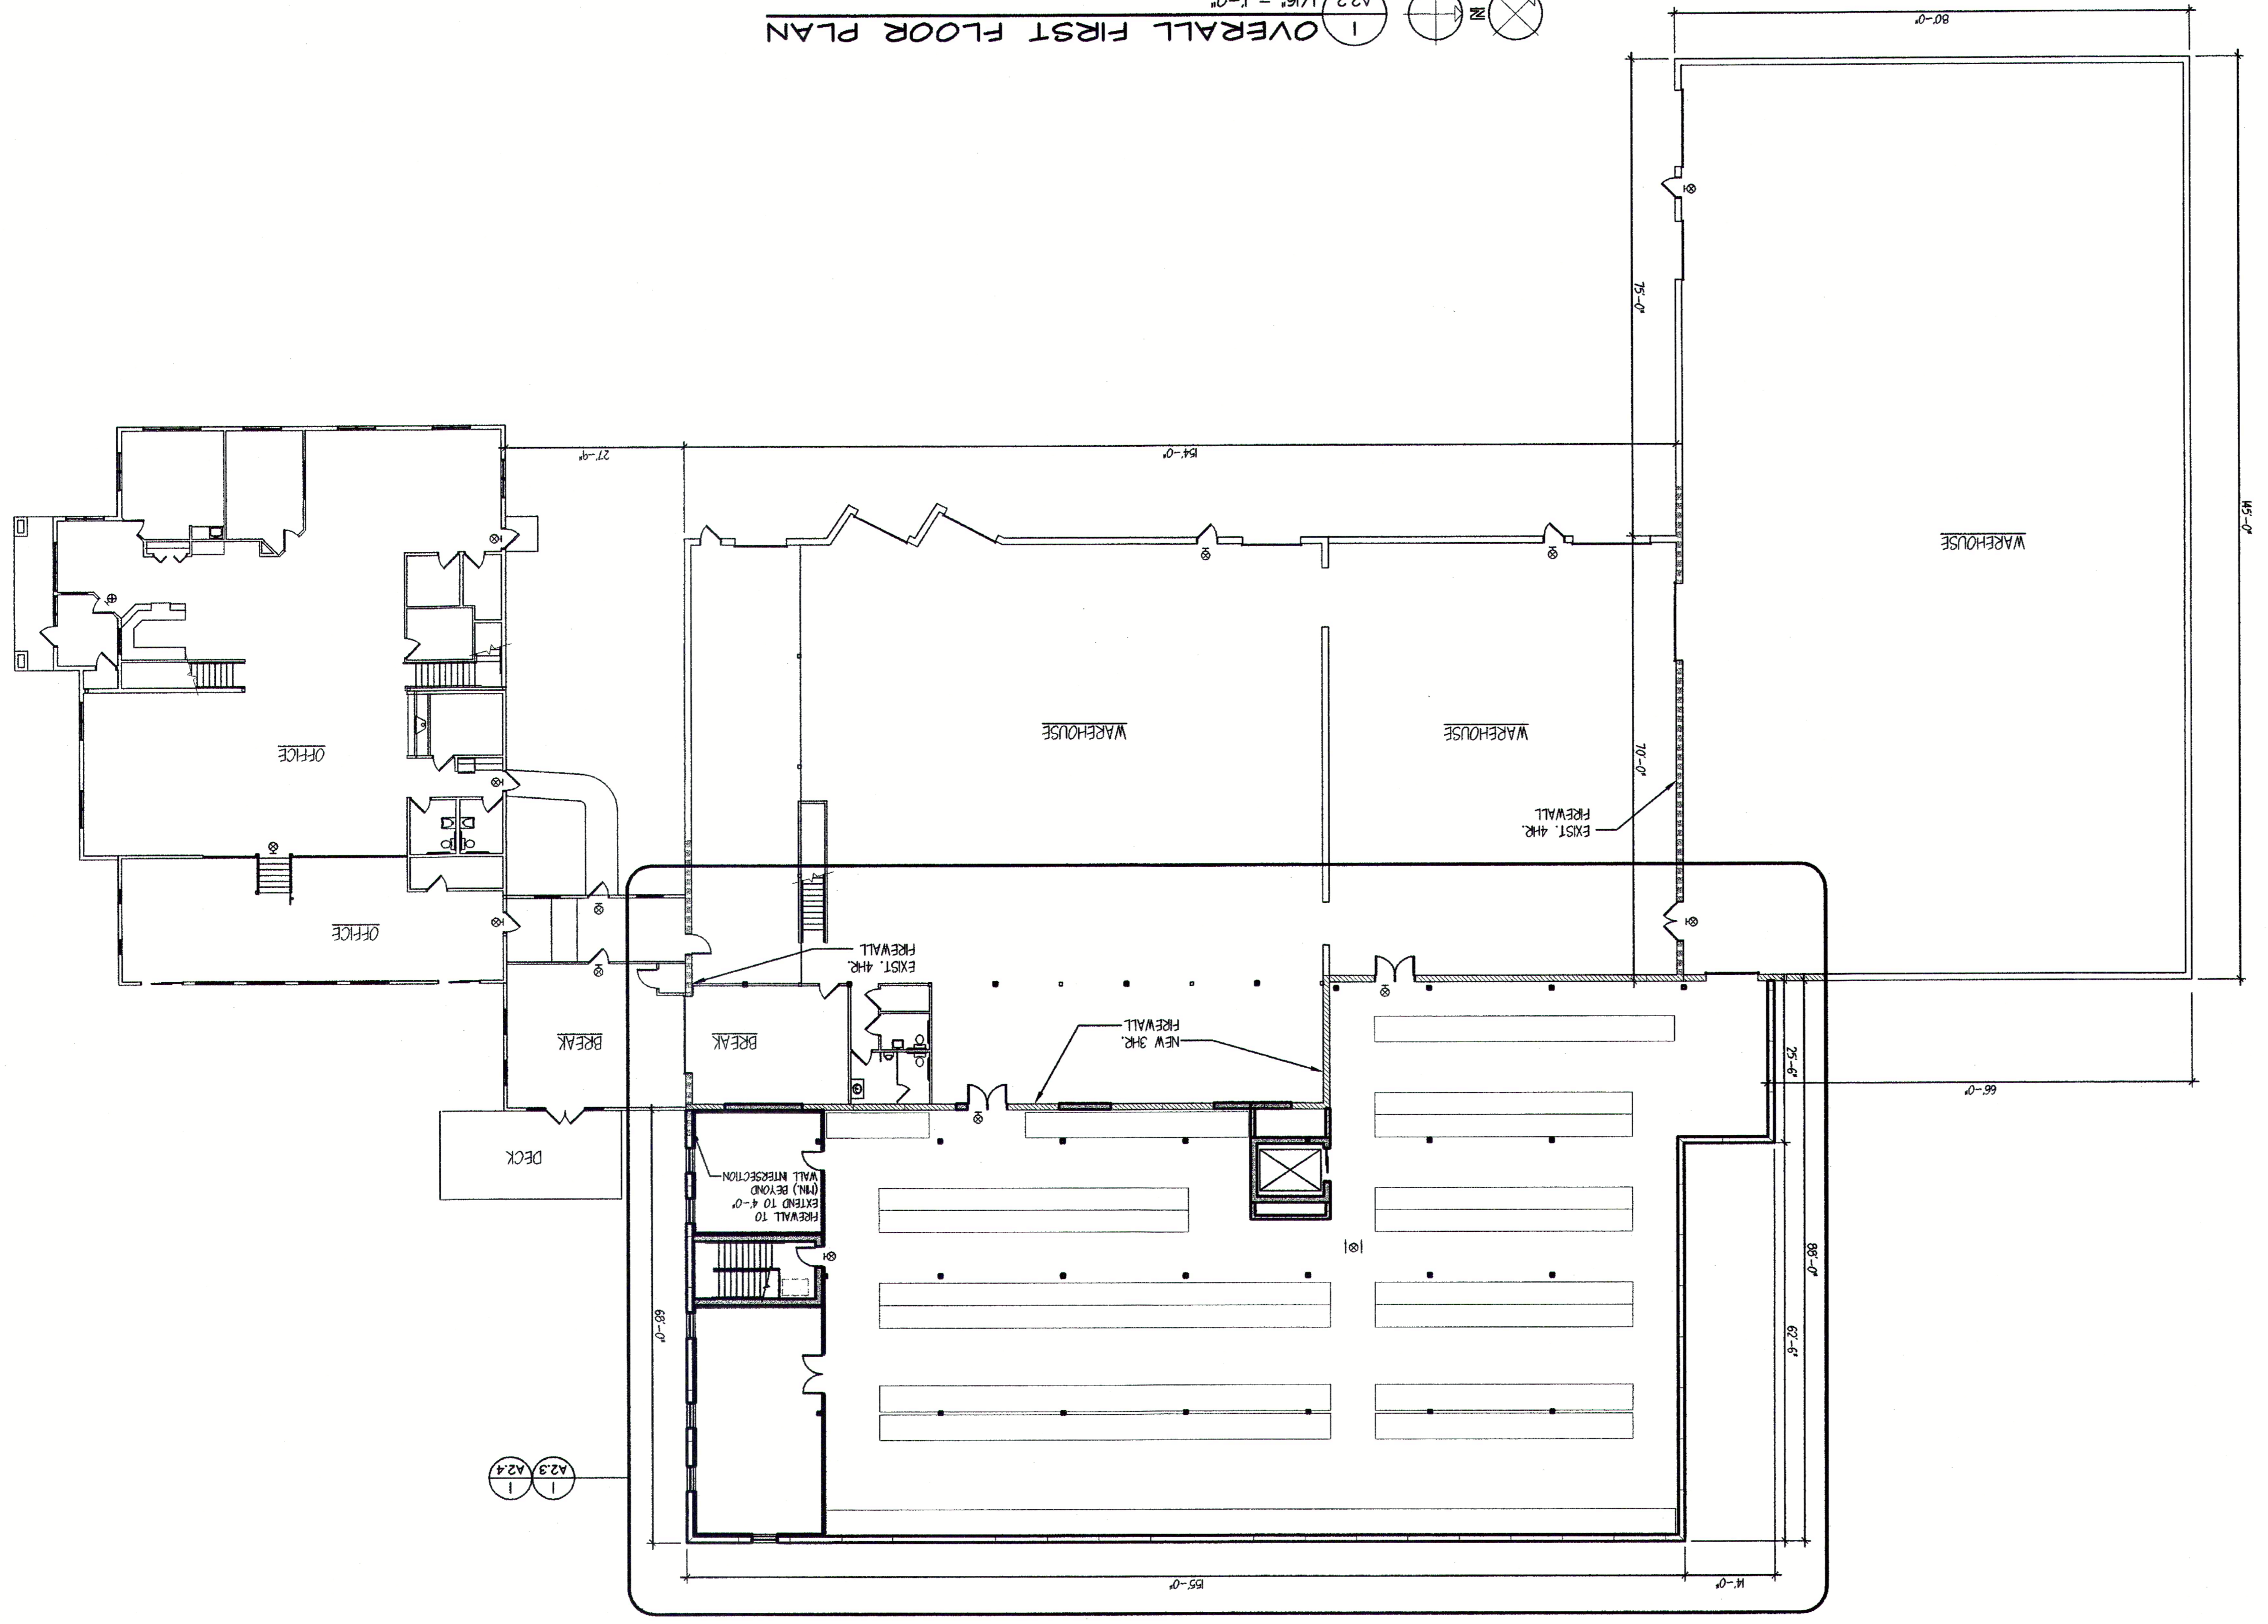 14'-0"
155'-0"
1
A2.3
1
A2.4
62'-6"
88'-0"
68'-0"
FIREWALL TO
EXTEND TO 4'-0"
(MIN.) BEYOND
WALL INTERSECTION
DECK
66'-0"
25'-6"
NEW 3HR.
FIREWALL
BREAK
BREAK
EXIST. 4HR.
FIREWALL
OFFICE
EXIST. 4HR.
FIREWALL
70'-0"
WAREHOUSE
WAREHOUSE
OFFICE
WAREHOUSE
145'-0"
154'-0"
27'-9"
75'-0"
80'-0"
N
1
A2.2
OVERALL FIRST FLOOR PLAN
1/16" = 1'-0"